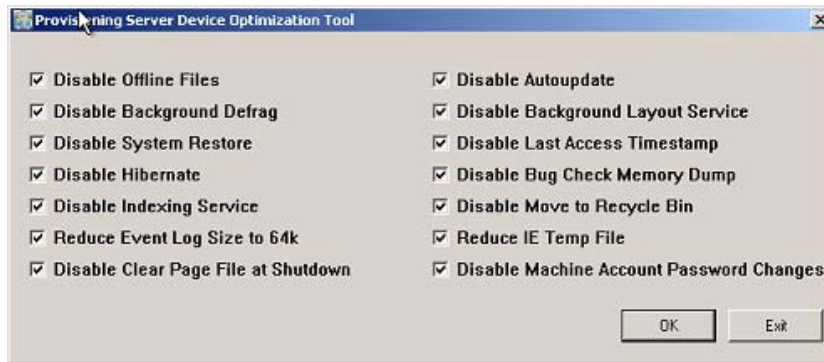 Provisioning Server Device Optimization Tool
Disable Offline Files
Disable Background Defrag
Disable System Restore
Disable Hibernate
Disable Indexing Service
Reduce Event Log Size to 64k
Disable Clear Page File at Shutdown
Disable Autoupdate
Disable Background Layout Service
Disable Last Access Timestamp
Disable Bug Check Memory Dump
Disable Move to Recycle Bin
Reduce IE Temp File
Disable Machine Account Password Changes
OK
Exit